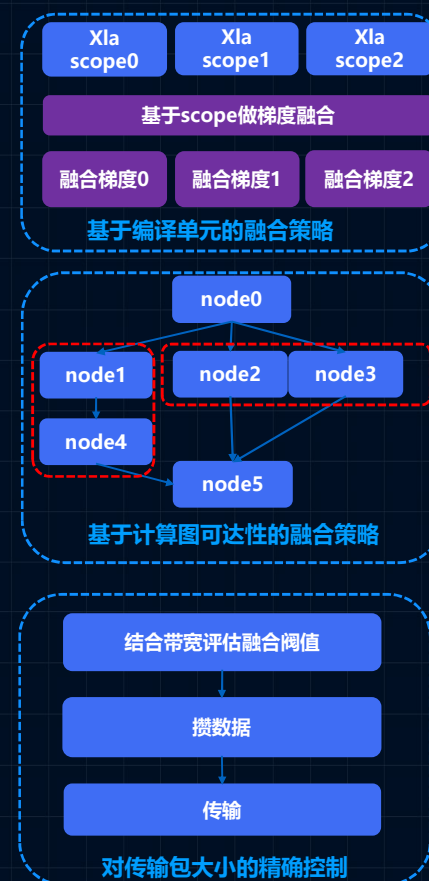 Xla
scope0
Xla
scope1
Xla
scope2
基于scope做梯度融合
融合梯度0
融合梯度1
融合梯度2
基于编译单元的融合策略
node0
node1
node2
node3
node4
node5
基于计算图可达性的融合策略
结合带宽评估融合阀值
攒数据
传输
对传输包大小的精确控制